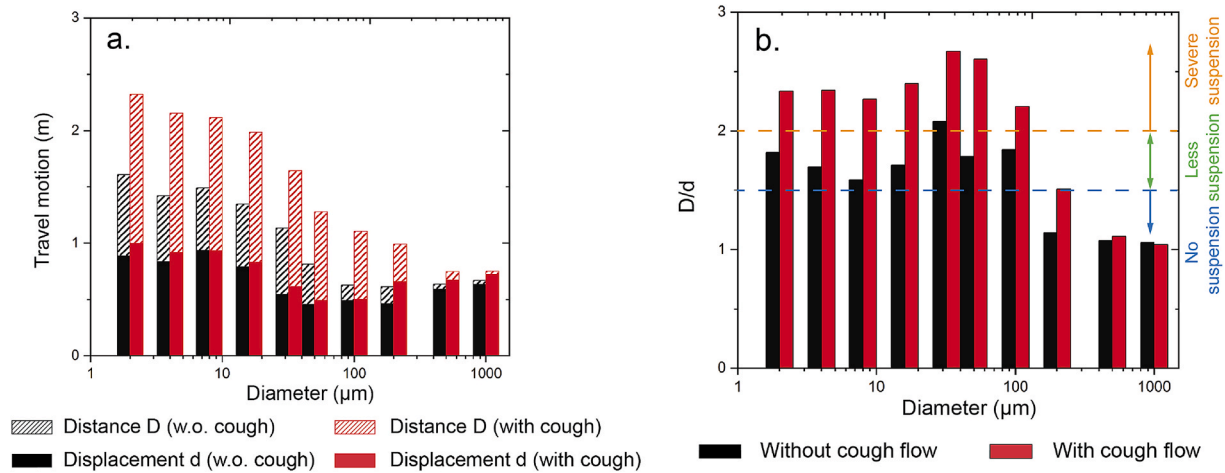 a.
3
2
1
0
Travel motion (m)
1
10
100
1000
Diameter (µm)
Distance D (w.o. cough)
Distance D (with cough)
Displacement d (w.o. cough)
Displacement d (with cough)
b.
3
2
1
0
D/d
1
10
100
1000
Diameter (µm)
Severe
suspension
Less
suspension
No
suspension
Without cough flow
With cough flow